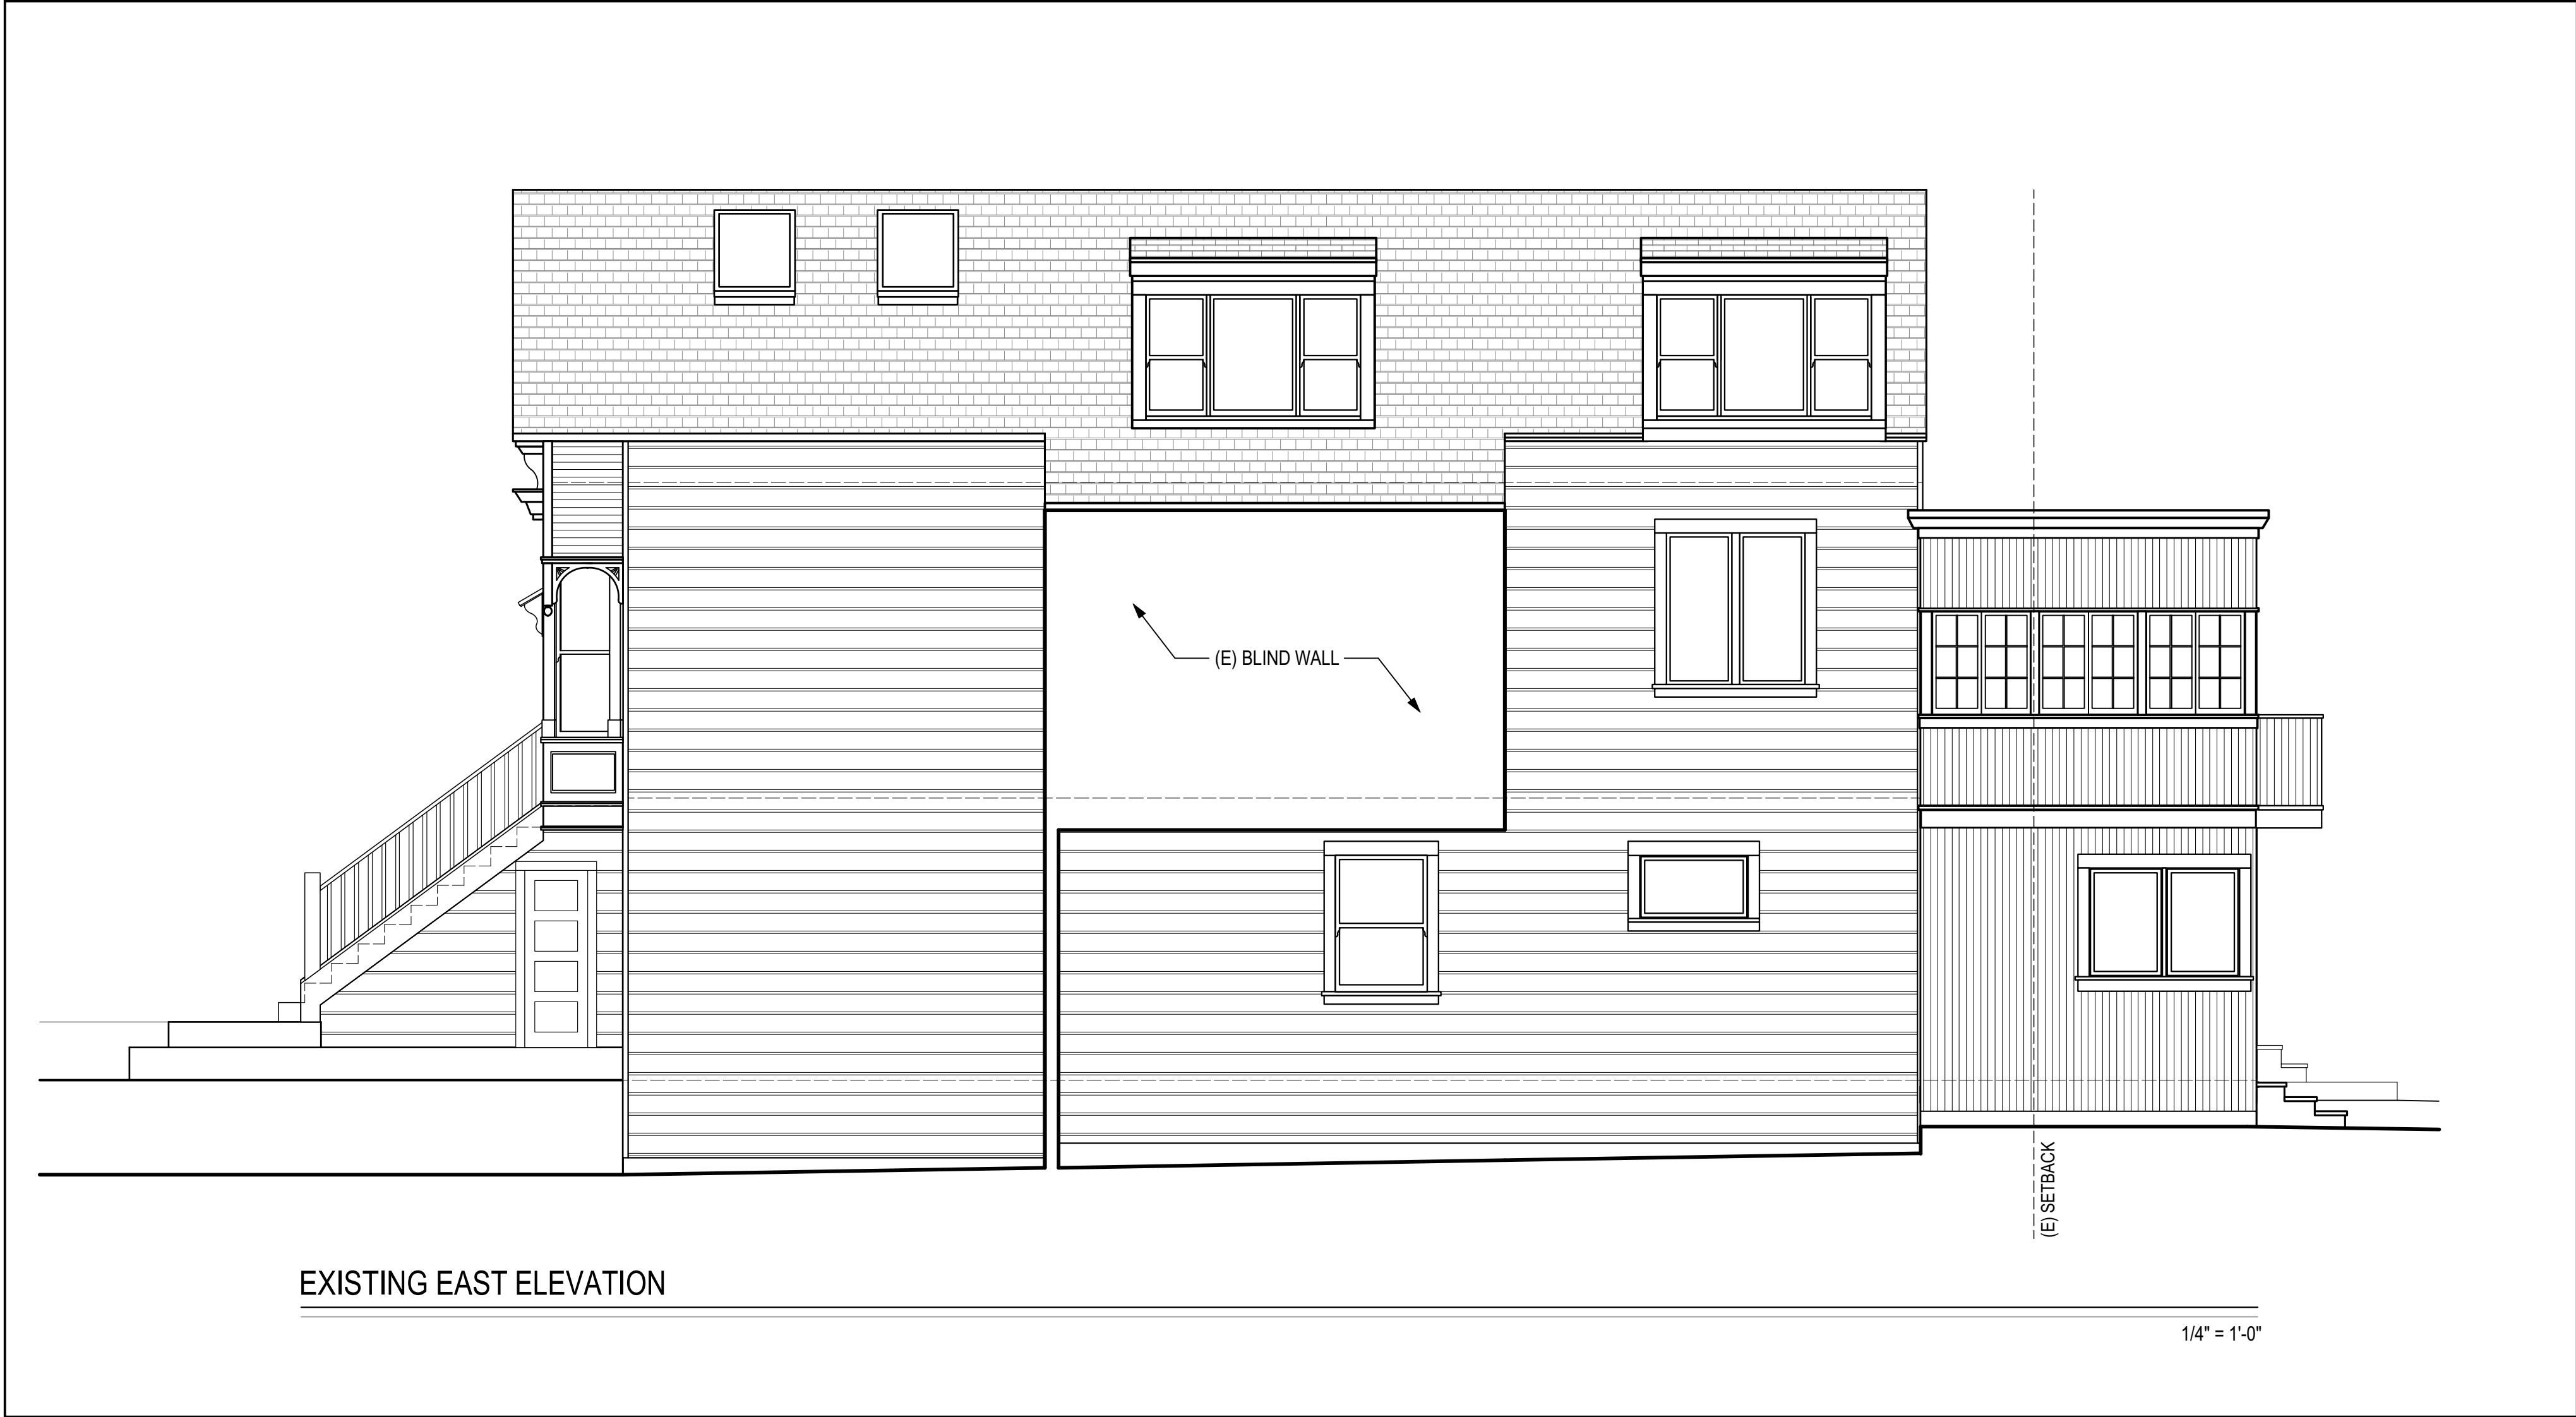 (E) BLIND WALL
(E) SETBACK
EXISTING EAST ELEVATION
1/4" = 1'-0"